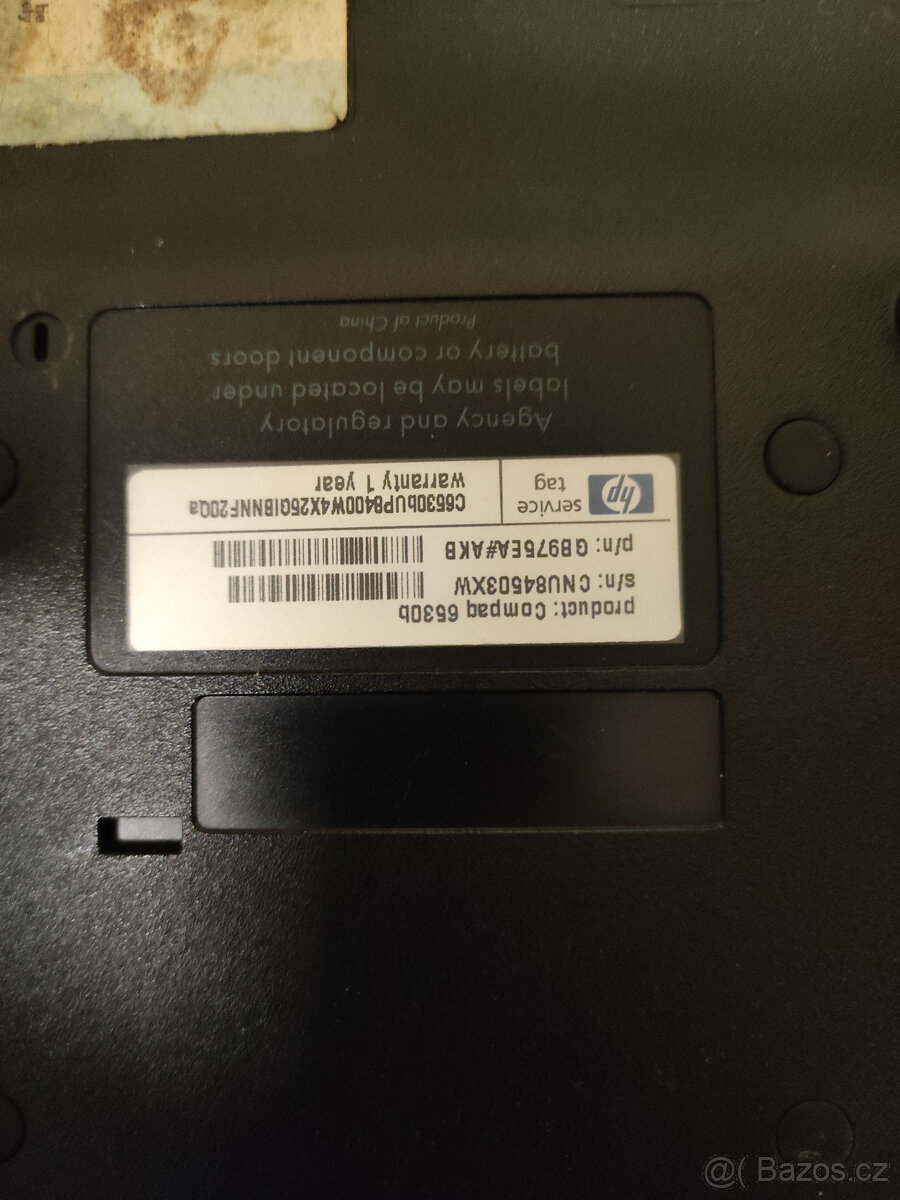 product: Compaq 6530b
s/n: CNU84503XW
p/n: GB975EA#AKB
hp
service
tag
C6530bUP8400W4X25QIBNNNF20Qa
warranty 1 year
Agency and regulatory
labels may be located under
battery or component doors
Product of China
@( Bazos.cz